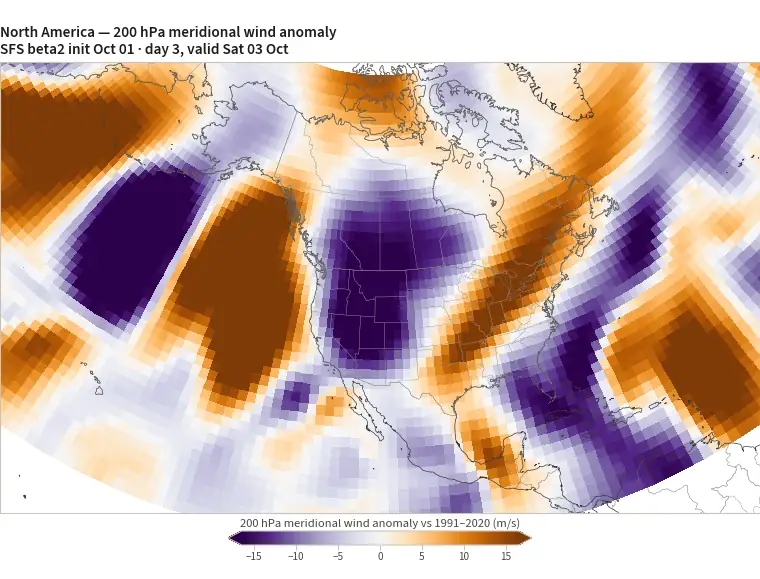 North America — 200 hPa meridional wind anomaly
SFS beta2 init Oct 01 · day 3, valid Sat 03 Oct
200 hPa meridional wind anomaly vs 1991–2020 (m/s)
−15 −10 −5 0 5 10 15